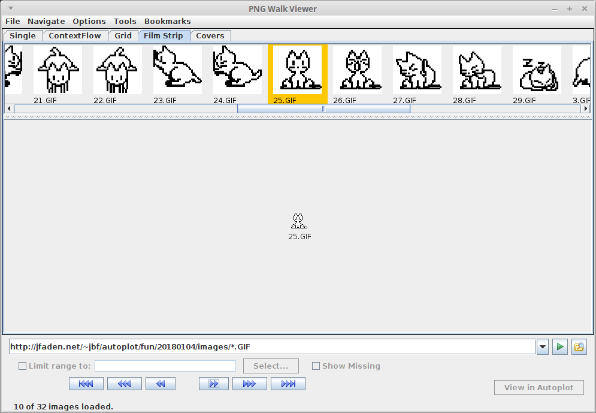 PNG Walk Viewer
File Navigate Options Tools Bookmarks
Single ContextFlow Grid Film Strip Covers
21.GIF 22.GIF 23.GIF 24.GIF 25.GIF 26.GIF 27.GIF 28.GIF 29.GIF 3.GIF
25.GIF
http://jfaden.net/~jbf/autoplot/fun/20180104/images/*.GIF
Limit range to: Select... Show Missing
View in Autoplot
10 of 32 images loaded.